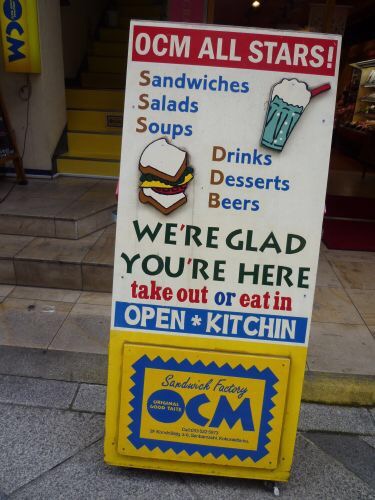 OCM
OCM ALL STARS!
Sandwiches
Salads
Soups
Drinks
Desserts
Beers
WE'RE GLAD
YOU'RE HERE
take out or eat in
OPEN * KITCHIN
Sandwich Factory
ORIGINAL
GOOD TASTE
OCM